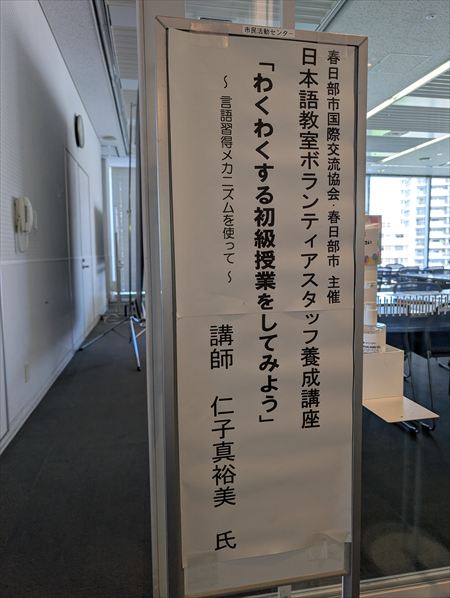 市民活動センター
春日部市国際交流協会・春日部市 主催
日本語教室ボランティアスタッフ養成講座
「わくわくする初級授業をしてみよう」
～ 言語習得メカニズムを使って ～
講師 仁子真裕美 氏